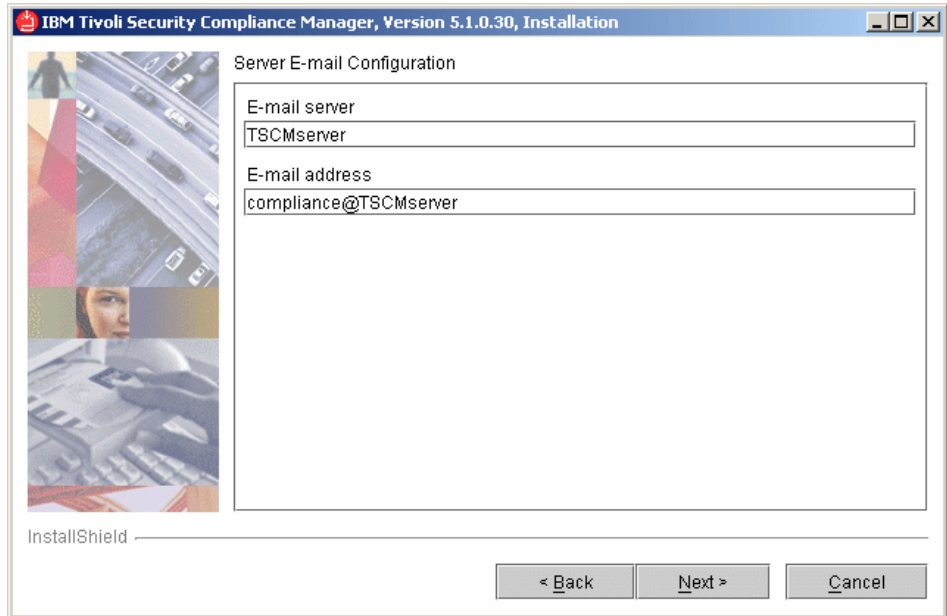 IBM Tivoli Security Compliance Manager, Version 5.1.0.30, Installation
Server E-mail Configuration
E-mail server
TSCMserver
E-mail address
compliance@TSCMserver
InstallShield
< Back
Next >
Cancel